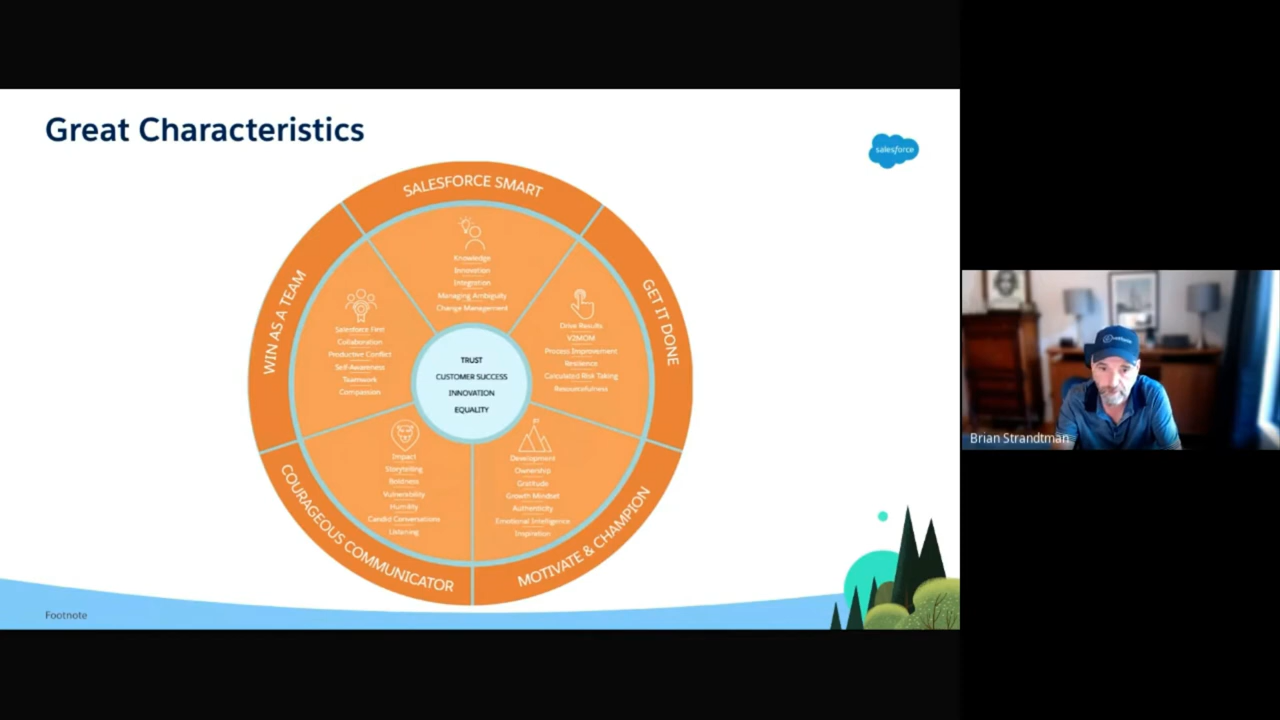 Great Characteristics
salesforce
SALESFORCE SMART
Knowledge
Innovation
Integration
Managing Ambiguity
Change Management
GET IT DONE
Drive Results
V2MOM
Process Improvement
Resilience
Calculated Risk Taking
Resourcefulness
MOTIVATE & CHAMPION
Development
Ownership
Gratitude
Growth Mindset
Authenticity
Emotional Intelligence
Inspiration
COURAGEOUS COMMUNICATOR
Impact
Storytelling
Boldness
Vulnerability
Humility
Candid Conversations
Listening
WIN AS A TEAM
Salesforce First
Collaboration
Productive Conflict
Self-Awareness
Teamwork
Compassion
TRUST
CUSTOMER SUCCESS
INNOVATION
EQUALITY
Footnote
Brian Strandtman